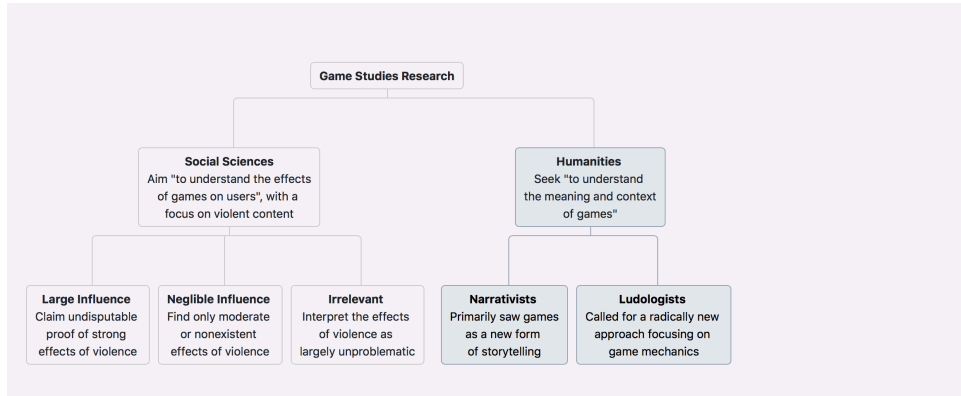 Game Studies Research
Social Sciences
Aim "to understand the effects
of games on users", with a
focus on violent content
Humanities
Seek "to understand
the meaning and context
of games"
Large Influence
Claim undisputable
proof of strong
effects of violence
Neglible Influence
Find only moderate
or nonexistent
effects of violence
Irrelevant
Interpret the effects
of violence as
largely unproblematic
Narrativists
Primarily saw games
as a new form
of storytelling
Ludologists
Called for a radically new
approach focusing on
game mechanics